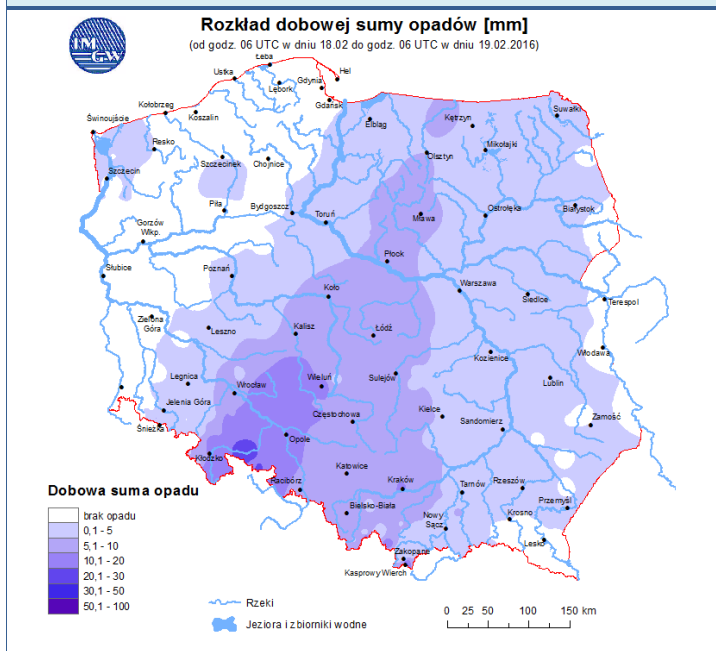 Rozkład dobowej sumy opadów [mm]
(od godz. 06 UTC w dniu 18.02 do godz. 06 UTC w dniu 19.02.2016)
IM
GW
Łeba
Ustka
Hel
Gdynia
Lębork
Gdańsk
Kołobrzeg
Koszalin
Suwałki
Świnoujście
Elbląg
Kętrzyn
Resko
Mikołajki
Szczecinek
Chojnice
Olsztyn
Szczecin
Piła
Bydgoszcz
Toruń
Mława
Ostrołęka
Białystok
Gorzów
Wlkp.
Płock
Słubice
Poznań
Koło
Warszawa
Siedlce
Terespol
Zielona
Góra
Leszno
Kalisz
Łódź
Kozienice
Włodawa
Legnica
Wrocław
Wieluń
Sulejów
Lublin
Jelenia Góra
Częstochowa
Kielce
Sandomierz
Zamość
Śnieżka
Opole
Kłodzko
Katowice
Racibórz
Kraków
Tarnów
Rzeszów
Przemyśl
Bielsko-Biała
Nowy
Sącz
Krosno
Lesko
Zakopane
Kasprowy Wierch
Dobowa suma opadu
brak opadu
0,1 - 5
5,1 - 10
10,1 - 20
20,1 - 30
30,1 - 50
50,1 - 100
Rzeki
Jeziora i zbiorniki wodne
0 25 50 100 150 km